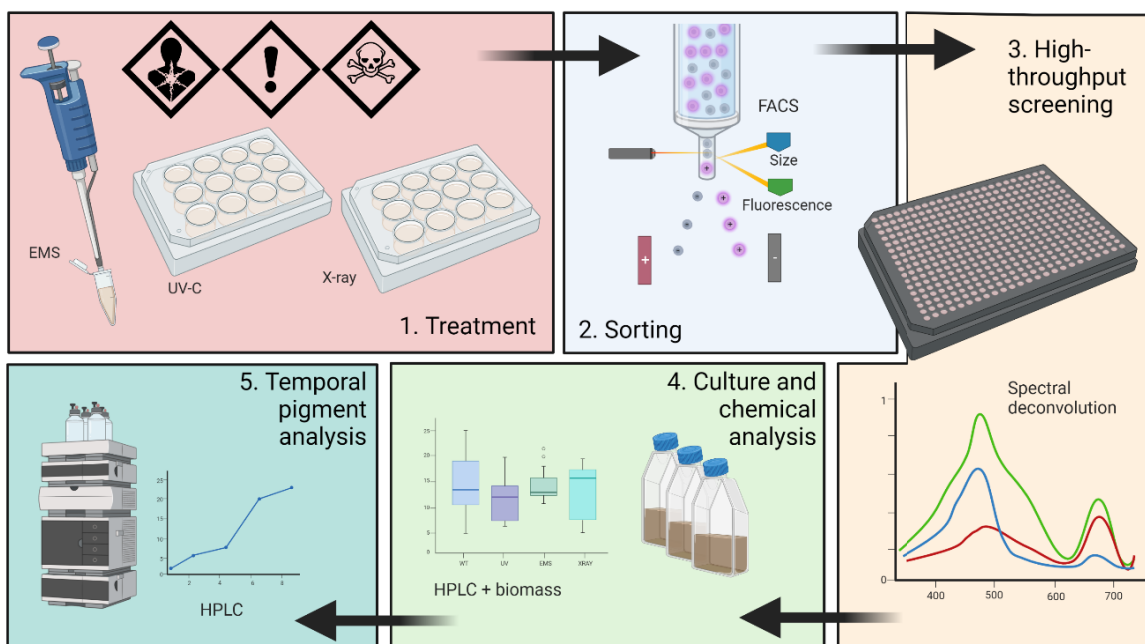 EMS
UV-C
X-ray
1. Treatment
FACS
Size
Fluorescence
+
+
+
+
+
+
-
2. Sorting
3. High-
throughput
screening
Spectral
deconvolution
1
0
400
500
600
700
4. Culture and
chemical
analysis
25
20
15
10
5
0
WT
UV
EMS
XRAY
HPLC + biomass
5. Temporal
pigment
analysis
25
20
15
10
5
0
2
4
6
8
HPLC